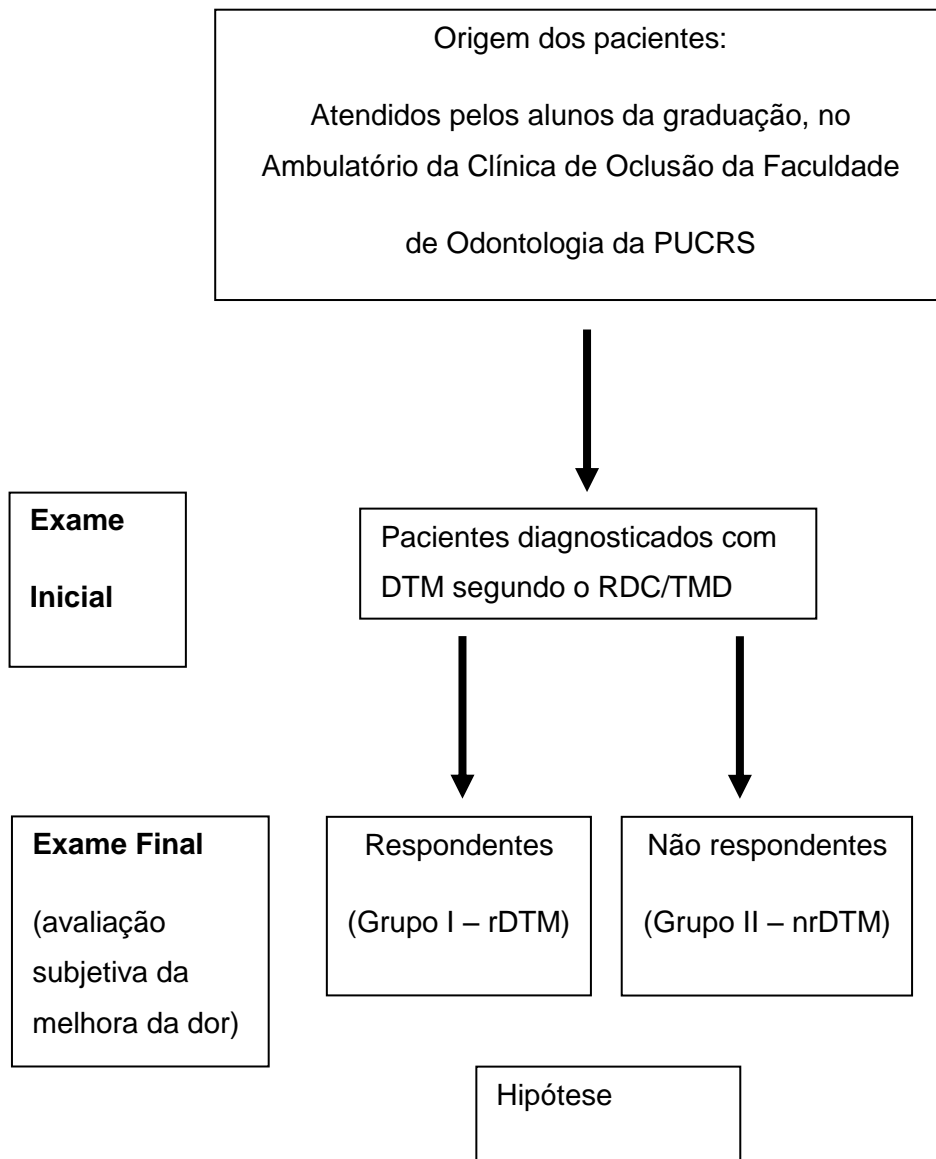 Origem dos pacientes:
Atendidos pelos alunos da graduação, no
Ambulatório da Clínica de Oclusão da Faculdade
de Odontologia da PUCRS
Exame
Inicial
Pacientes diagnosticados com
DTM segundo o RDC/TMD
Exame Final
(avaliação
subjetiva da
melhora da dor)
Respondentes
(Grupo I – rDTM)
Não respondentes
(Grupo II – nrDTM)
Hipótese